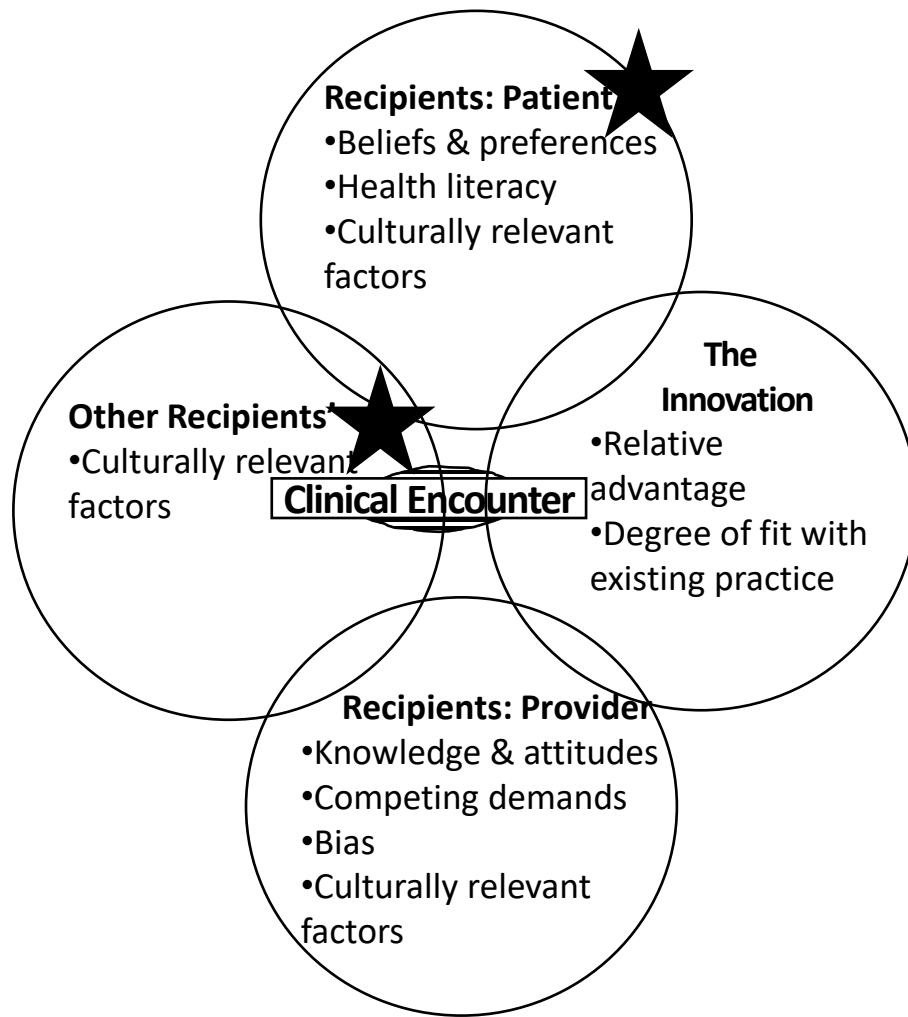 Recipients: Patient
•Beliefs & preferences
•Health literacy
•Culturally relevant
factors
The
Innovation
•Relative
advantage
•Degree of fit with
existing practice
Other Recipients*
•Culturally relevant
factors
Clinical Encounter
Recipients: Provider
•Knowledge & attitudes
•Competing demands
•Bias
•Culturally relevant
factors